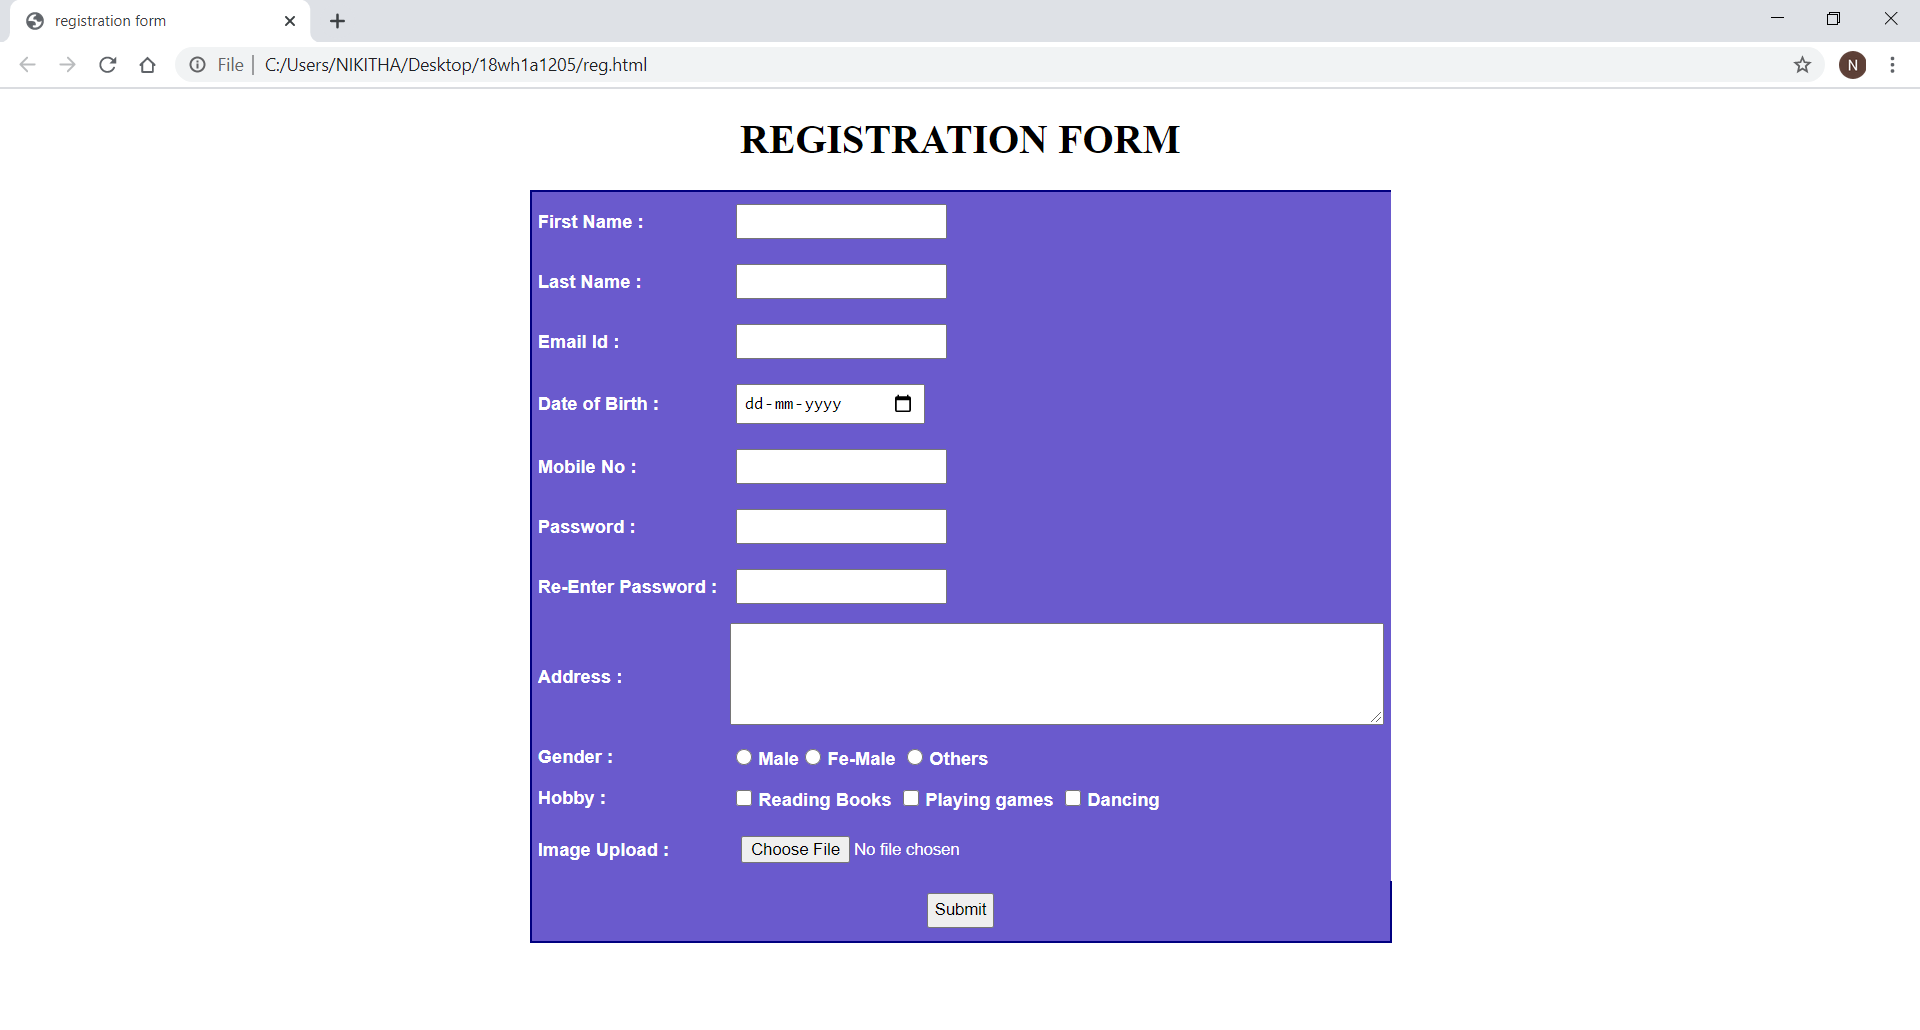 registration form
File | C:/Users/NIKITHA/Desktop/18wh1a1205/reg.html
N
REGISTRATION FORM
First Name :
Last Name :
Email Id :
Date of Birth : dd-mm-yyyy
Mobile No :
Password :
Re-Enter Password :
Address :
Gender : Male Fe-Male Others
Hobby : Reading Books Playing games Dancing
Image Upload : Choose File No file chosen
Submit